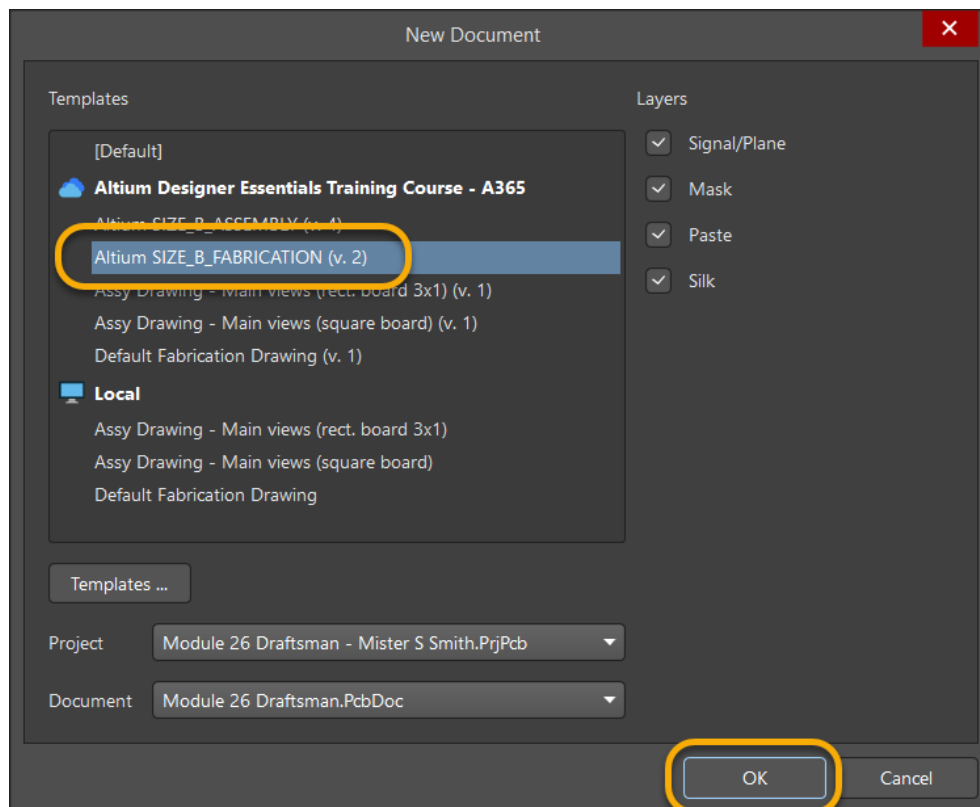 New Document
Templates
[Default]
Altium Designer Essentials Training Course - A365
Altium SIZE_B_ASSEMBLY (v. 4)
Altium SIZE_B_FABRICATION (v. 2)
Assy Drawing - Main views (rect. board 3x1) (v. 1)
Assy Drawing - Main views (square board) (v. 1)
Default Fabrication Drawing (v. 1)
Local
Assy Drawing - Main views (rect. board 3x1)
Assy Drawing - Main views (square board)
Default Fabrication Drawing
Templates ...
Project Module 26 Draftsman - Mister S Smith.PrjPcb
Document Module 26 Draftsman.PcbDoc
Layers
Signal/Plane
Mask
Paste
Silk
OK Cancel